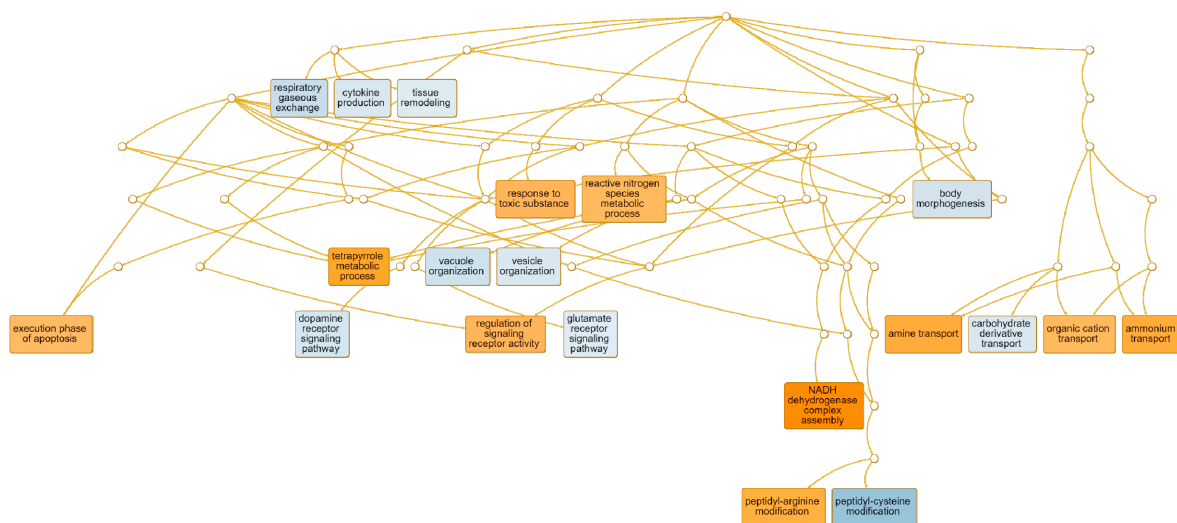 respiratory
gaseous
exchange
cytokine
production
tissue
remodeling
response to
toxic substance
reactive nitrogen
species
metabolic
process
body
morphogenesis
tetrapyrrole
metabolic
process
vacuole
organization
vesicle
organization
execution phase
of apoptosis
dopamine
receptor
signaling
pathway
regulation of
signaling
receptor activity
glutamate
receptor
signaling
pathway
amine transport
carbohydrate
derivative
transport
organic cation
transport
ammonium
transport
NADH
dehydrogenase
complex
assembly
peptidyl-arginine
modification
peptidyl-cysteine
modification